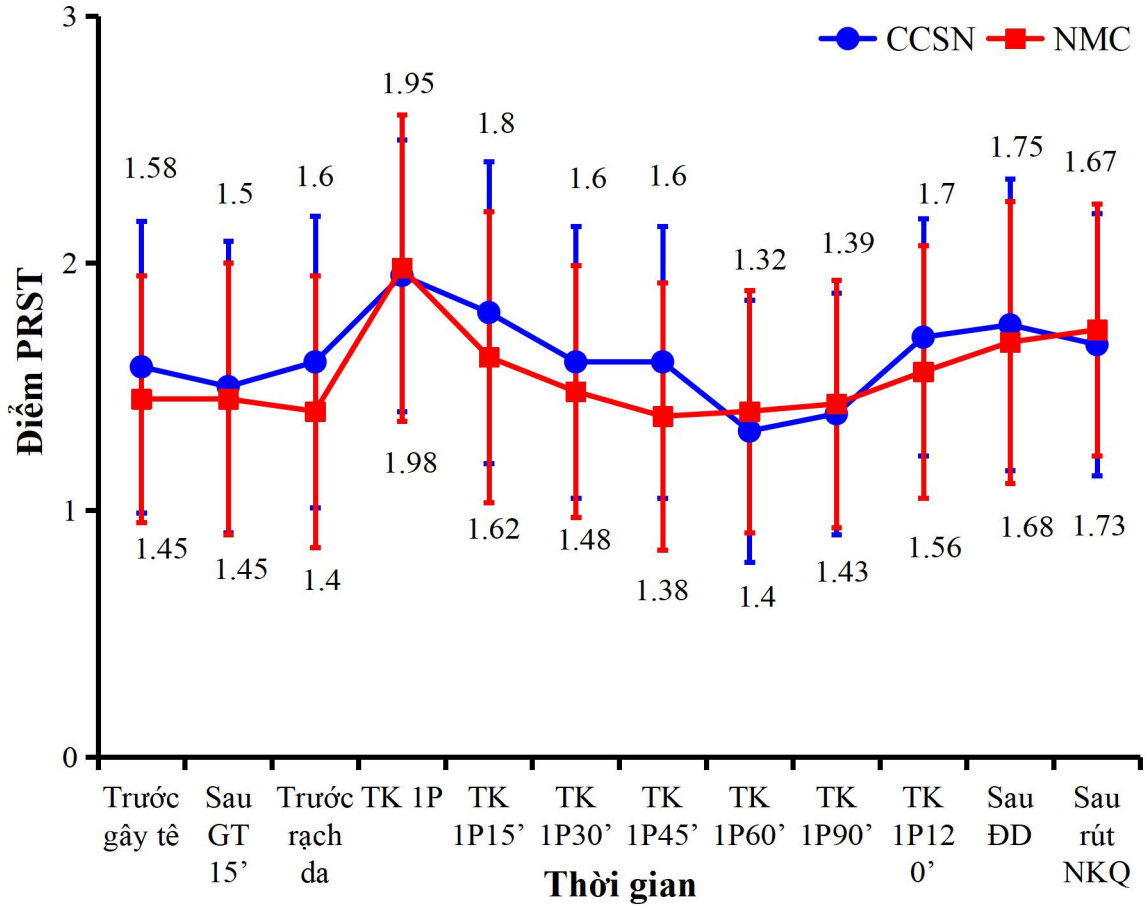 3
CCSN NMC
1.95
1.8
1.75
1.58
1.5
1.6
1.6
1.6
1.7
1.67
1.32
1.39
2
Điểm PRST
1.98
1.45
1.45
1.4
1.62
1.48
1.38
1.4
1.43
1.56
1.68
1.73
1
0
Trước gây tê
Sau GT 15’
Trước rạch da
TK 1P
TK 1P15’
TK 1P30’
TK 1P45’
TK 1P60’
TK 1P90’
TK 1P12 0’
Sau ĐD
Sau rút NKQ
Thời gian